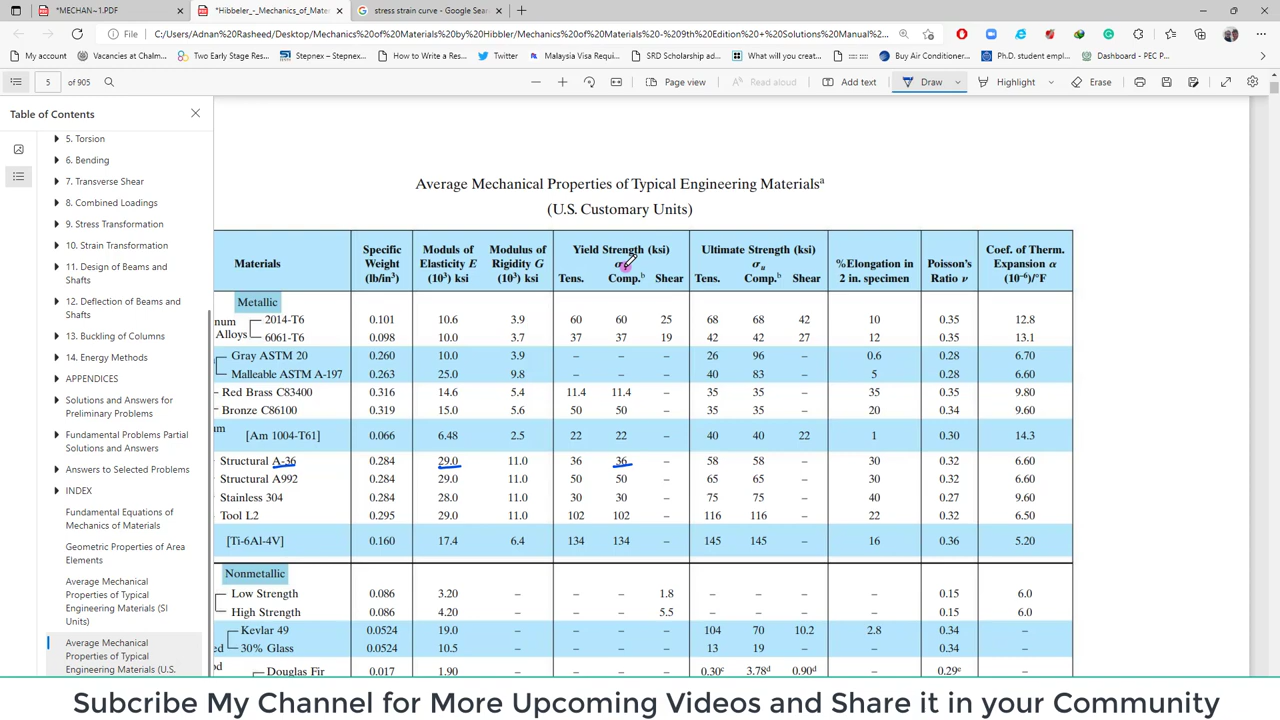 *MECHAN~1.PDF
*Hibbeler_-_Mechanics_of_Mater
stress strain curve - Google Sear
File
C:/Users/Adnan%20Rasheed/Desktop/Mechanics%20of%20Materials%20by%20Hibbler/Mechanics%20of%20Materials%20-%209th%20Edition+%20Solutions%20Manual%...
My account
Vacancies at Chalm...
Two Early Stage Res...
Stepnex – Stepnex...
How to Write a Res...
Twitter
Malaysia Visa Requi...
SRD Scholarship ad...
What will you creat...
Buy Air Conditioner...
Ph.D. student empl...
Dashboard - PEC P...
5
of 905
Page view
Read aloud
Add text
Draw
Highlight
Erase
Table of Contents
5. Torsion
6. Bending
7. Transverse Shear
8. Combined Loadings
9. Stress Transformation
10. Strain Transformation
11. Design of Beams and
Shafts
12. Deflection of Beams and
Shafts
13. Buckling of Columns
14. Energy Methods
APPENDICES
Solutions and Answers for
Preliminary Problems
Fundamental Problems Partial
Solutions and Answers
Answers to Selected Problems
INDEX
Fundamental Equations of
Mechanics of Materials
Geometric Properties of Area
Elements
Average Mechanical
Properties of Typical
Engineering Materials (SI
Units)
Average Mechanical
Properties of Typical
Engineering Materials (U.S.
Average Mechanical Properties of Typical Engineering Materialsᵃ
(U.S. Customary Units)
Materials
Specific
Weight
(lb/in³)
Moduls of
Elasticity E
(10³) ksi
Modulus of
Rigidity G
(10³) ksi
Yield Strength (ksi)
Tens. Comp.ᵇ Shear
Ultimate Strength (ksi)
σᵤ
Tens. Comp.ᵇ Shear
%Elongation in
2 in. specimen
Poisson's
Ratio ν
Coef. of Therm.
Expansion α
(10⁻⁶)/°F
Metallic
num
Alloys
2014-T6 0.101 10.6 3.9 60 60 25 68 68 42 10 0.35 12.8
6061-T6 0.098 10.0 3.7 37 37 19 42 42 27 12 0.35 13.1
Gray ASTM 20 0.260 10.0 3.9 – – – 26 96 – 0.6 0.28 6.70
Malleable ASTM A-197 0.263 25.0 9.8 – – – 40 83 – 5 0.28 6.60
Red Brass C83400 0.316 14.6 5.4 11.4 11.4 – 35 35 – 35 0.35 9.80
Bronze C86100 0.319 15.0 5.6 50 50 – 35 35 – 20 0.34 9.60
um
[Am 1004-T61] 0.066 6.48 2.5 22 22 – 40 40 22 1 0.30 14.3
Structural A-36 0.284 29.0 11.0 36 36 – 58 58 – 30 0.32 6.60
Structural A992 0.284 29.0 11.0 50 50 – 65 65 – 30 0.32 6.60
Stainless 304 0.284 28.0 11.0 30 30 – 75 75 – 40 0.27 9.60
Tool L2 0.295 29.0 11.0 102 102 – 116 116 – 22 0.32 6.50
[Ti-6Al-4V] 0.160 17.4 6.4 134 134 – 145 145 – 16 0.36 5.20
Nonmetallic
Low Strength 0.086 3.20 – – – 1.8 – – – – 0.15 6.0
High Strength 0.086 4.20 – – – 5.5 – – – – 0.15 6.0
Kevlar 49 0.0524 19.0 – – – – 104 70 10.2 2.8 0.34 –
ed
30% Glass 0.0524 10.5 – – – – 13 19 – – 0.34 –
od
Douglas Fir 0.017 1.90 – – – – 0.30ᶜ 3.78ᵈ 0.90ᵈ – 0.29ᵉ –
Subcribe My Channel for More Upcoming Videos and Share it in your Community